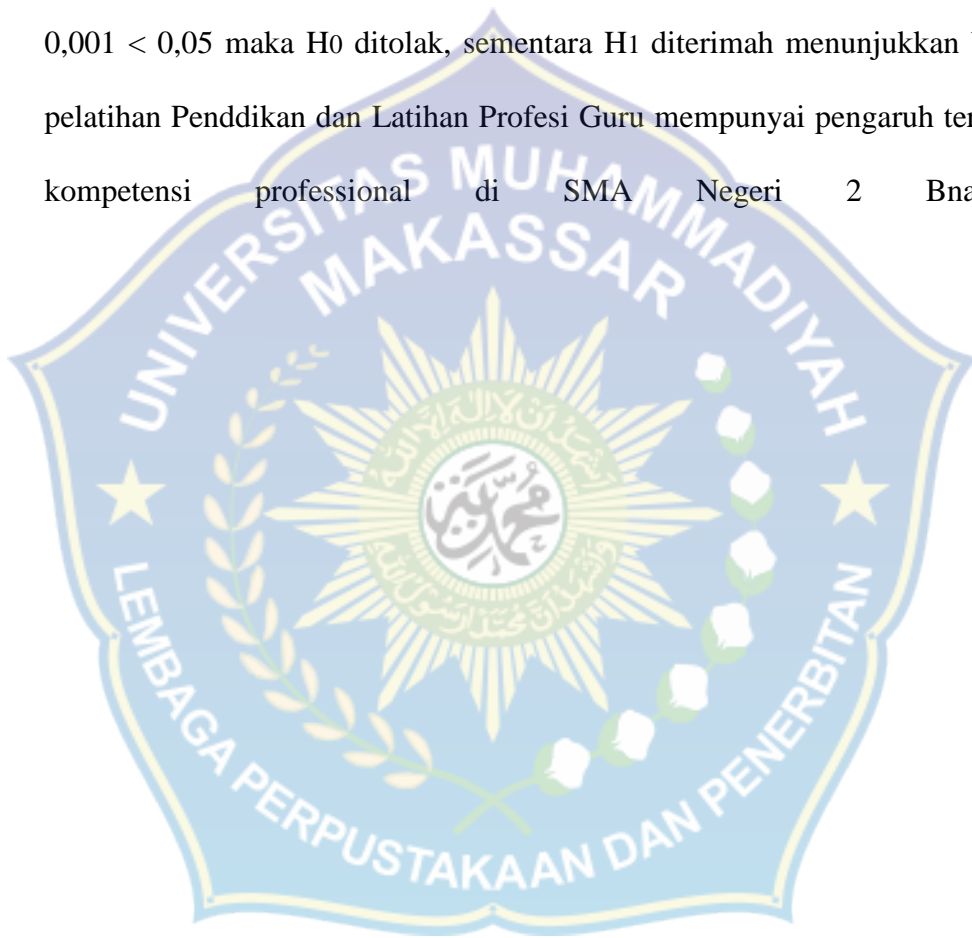 0,001 < 0,05 maka H0 ditolak, sementara H1 diterimah menunjukkan
pelatihan Penddikan dan Latihan Profesi Guru mempunyai pengaruh
kompetensi professional di SMA Negeri 2
UNIVERSITAS MUHAMMADIYAH
MAKASSAR
LEMBAGA PERPUSTAKAAN DAN PENERBITAN